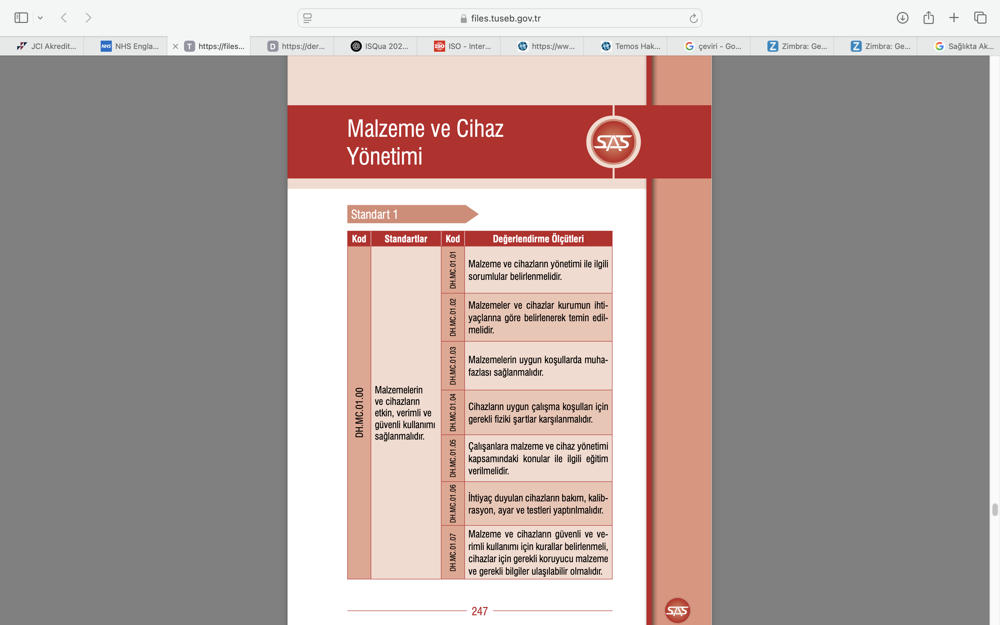 files.tuseb.gov.tr
JCI Akredit...
NHS
NHS Engla...
T
https://files...
D
https://der...
ISQua 202...
ISO
ISO - Inter...
https://ww...
Temos Hak...
çeviri - Go...
Z
Zimbra: Ge...
Z
Zimbra: Ge...
Sağlıkta Ak...
Malzeme ve Cihaz
Yönetimi
SAS
Standart 1
Kod
Standartlar
Kod
Değerlendirme Ölçütleri
DH.MC.01.00
Malzemelerin
ve cihazların
etkin, verimli ve
güvenli kullanımı
sağlanmalıdır.
DH.MC.01.01
Malzeme ve cihazların yönetimi ile ilgili
sorumlular belirlenmelidir.
DH.MC.01.02
Malzemeler ve cihazlar kurumun ihti-
yaçlarına göre belirlenerek temin edil-
melidir.
DH.MC.01.03
Malzemelerin uygun koşullarda muha-
fazlası sağlanmalıdır.
DH.MC.01.04
Cihazların uygun çalışma koşulları için
gerekli fiziki şartlar karşılanmalıdır.
DH.MC.01.05
Çalışanlara malzeme ve cihaz yönetimi
kapsamındaki konular ile ilgili eğitim
verilmelidir.
DH.MC.01.06
İhtiyaç duyulan cihazların bakım, kalib-
rasyon, ayar ve testleri yaptırılmalıdır.
DH.MC.01.07
Malzeme ve cihazların güvenli ve ve-
rimli kullanımı için kurallar belirlenmeli,
cihazlar için gerekli koruyucu malzeme
ve gerekli bilgiler ulaşılabilir olmalıdır.
247
SAS